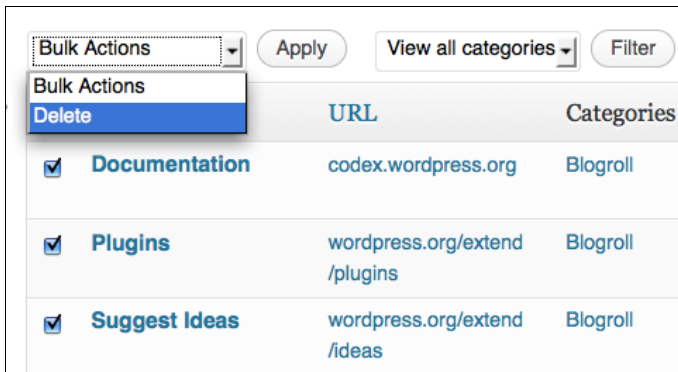 Bulk Actions Apply View all categories Filter
Bulk Actions
Delete
URL Categories
Documentation codex.wordpress.org Blogroll
Plugins wordpress.org/extend Blogroll
/plugins
Suggest Ideas wordpress.org/extend Blogroll
/ideas